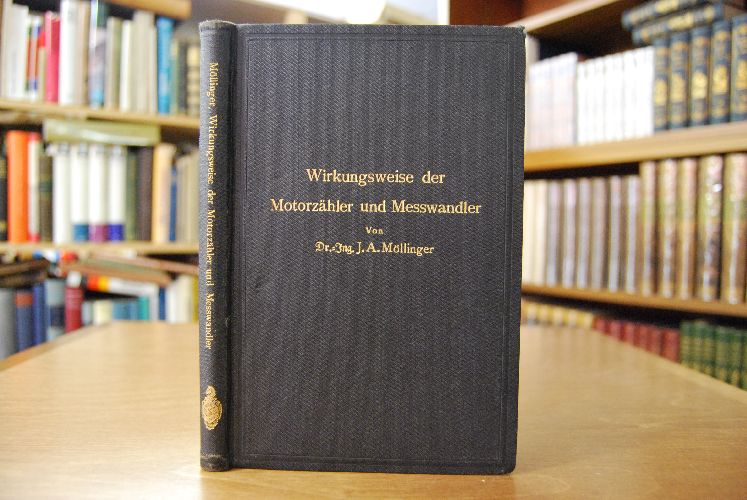 Möllinger, Wirkungsweise der Motorzähler und Messwandler
Wirkungsweise der
Motorzähler und Messwandler
Von
Dr.=Ing. J. A. Möllinger